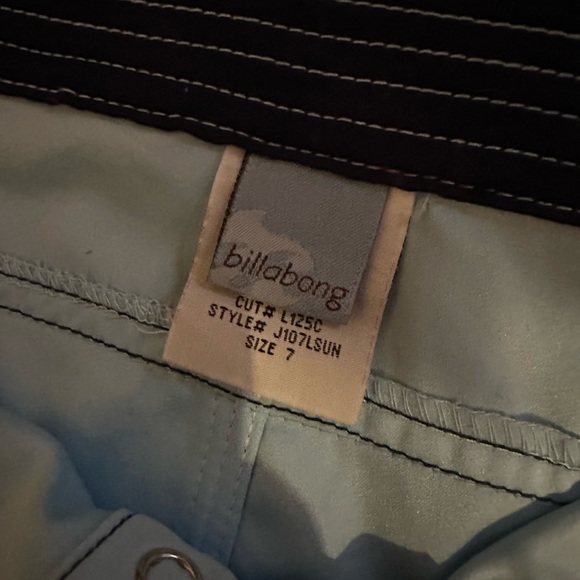 billabong
CUT# L125C
STYLE# J107LSUN
SIZE 7